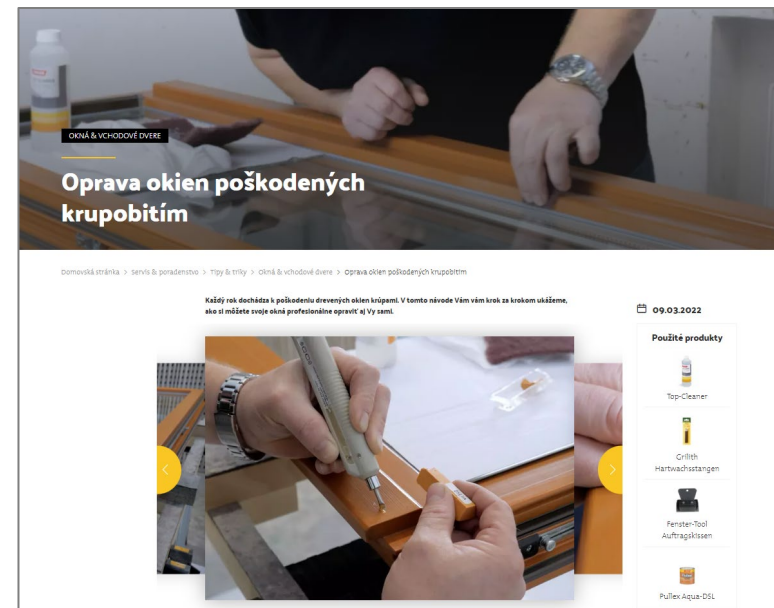 OKNÁ & VCHODOVÉ DVERE
Oprava okien poškodených
krupobitím
Domovská stránka > Servis & poradenstvo > Tipy & triky > Okná & vchodové dvere > Oprava okien poškodených krupobitím
Každý rok dochádza k poškodeniu drevených okien krúpami. V tomto návode Vám vám krok za krokom ukážeme,
ako si môžete svoje okná profesionálne opraviť aj Vy sami.
09.03.2022
Použité produkty
Top-Cleaner
Grilith
Hartwachsstangen
Fenster-Tool
Auftragskissen
Pullex Aqua-DSL